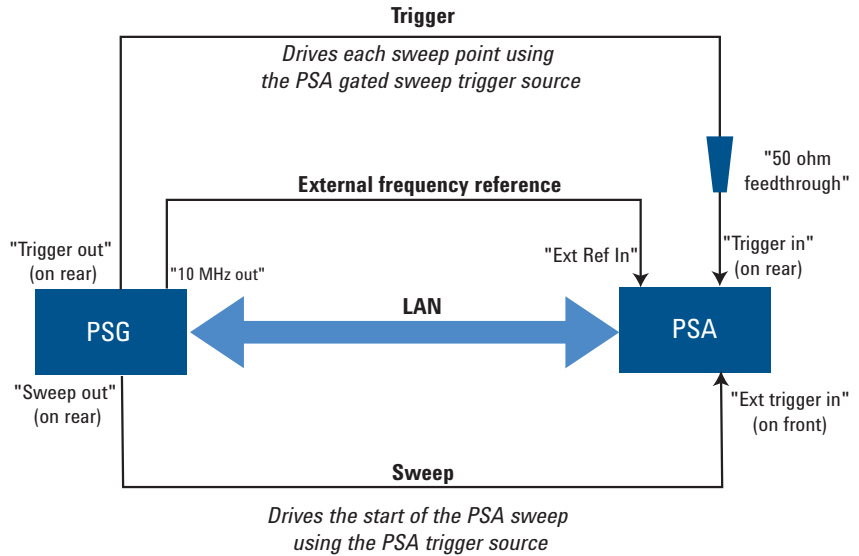 Trigger
Drives each sweep point using
the PSA gated sweep trigger source
"50 ohm
feedthrough"
External frequency reference
"Trigger out"
(on rear)
"10 MHz out"
"Ext Ref In"
"Trigger in"
(on rear)
LAN
PSG
PSA
"Sweep out"
(on rear)
"Ext trigger in"
(on front)
Sweep
Drives the start of the PSA sweep
using the PSA trigger source